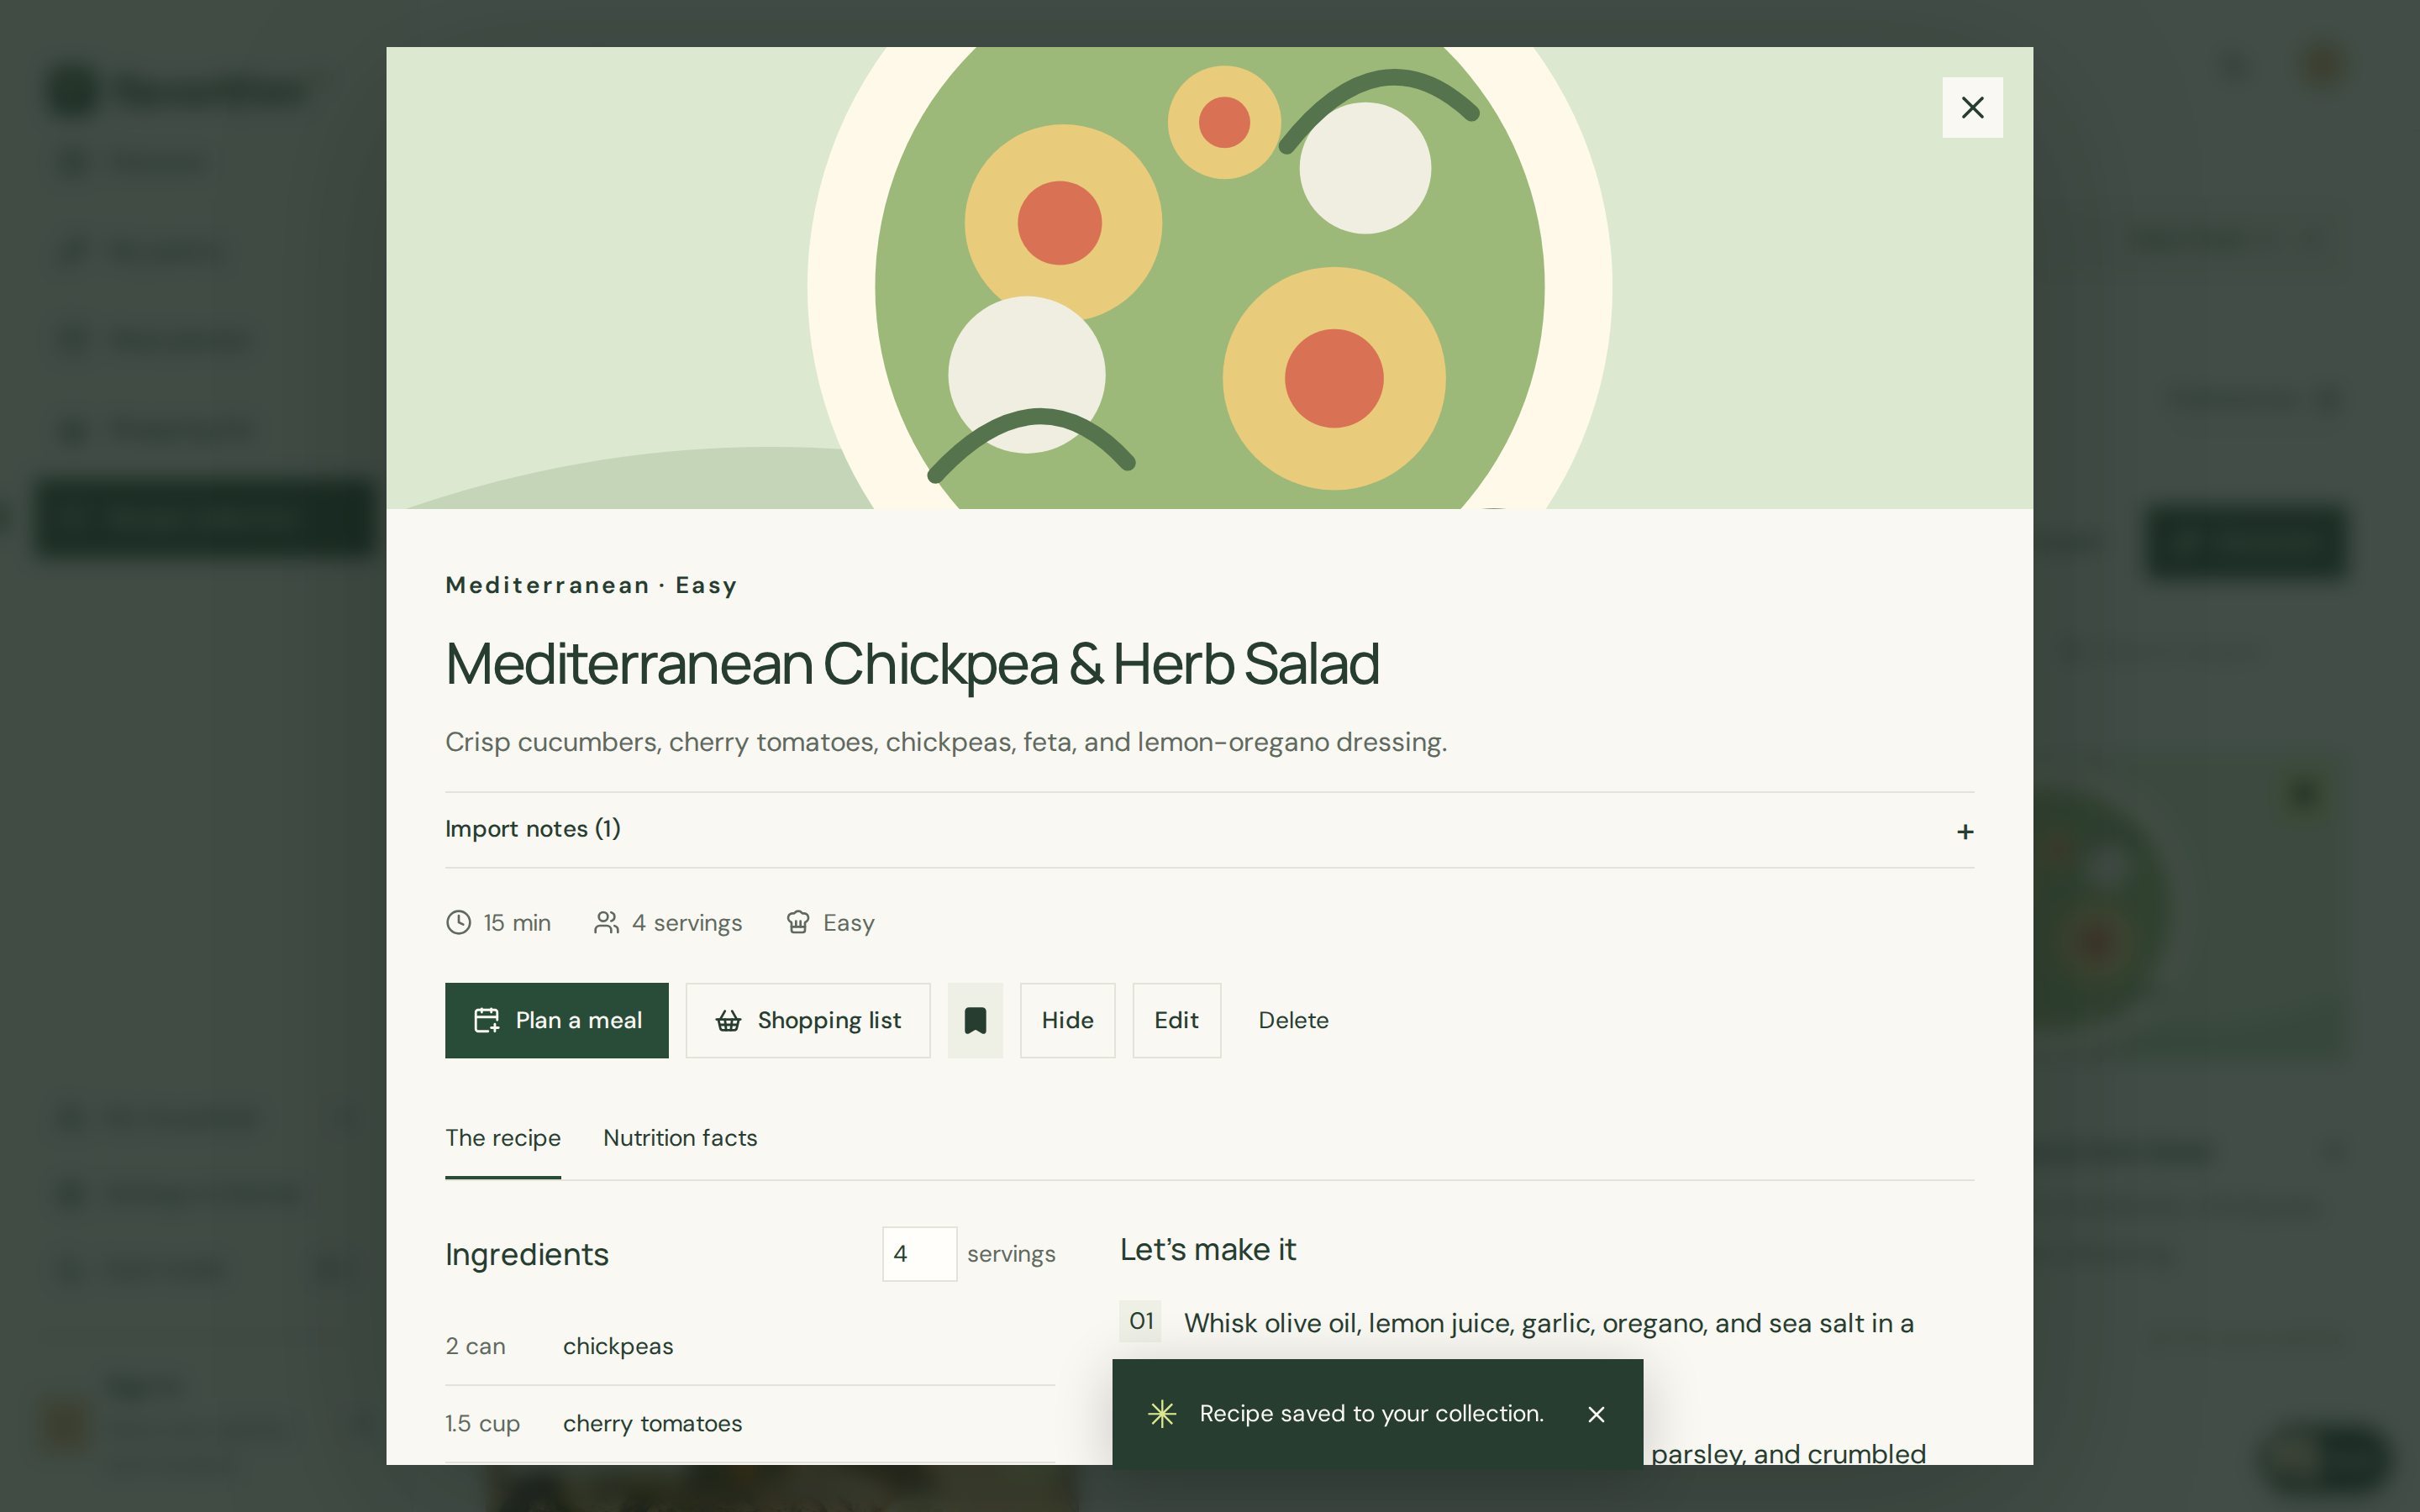 Mediterranean · Easy
Mediterranean Chickpea & Herb Salad
Crisp cucumbers, cherry tomatoes, chickpeas, feta, and lemon-oregano dressing.
Import notes (1)
+
15 min
4 servings
Easy
Plan a meal
Shopping list
Hide
Edit
Delete
The recipe
Nutrition facts
Ingredients
4 servings
2 can chickpeas
1.5 cup cherry tomatoes
Let’s make it
01 Whisk olive oil, lemon juice, garlic, oregano, and sea salt in a
parsley, and crumbled
Recipe saved to your collection.